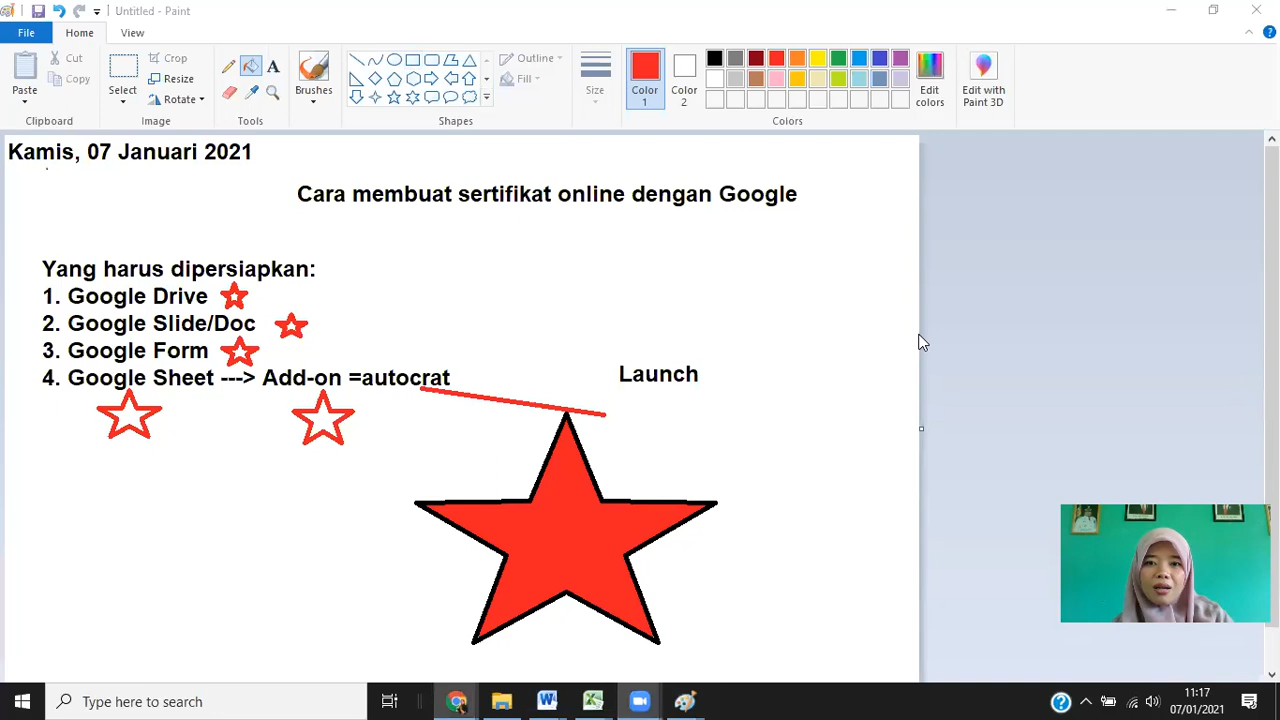 Untitled - Paint
File
Home
View
Cut
Copy
Paste
Clipboard
Crop
Resize
Rotate
Select
Image
Tools
Brushes
Outline
Fill
Shapes
Size
Color 1
Color 2
Edit colors
Colors
Edit with Paint 3D
Kamis, 07 Januari 2021
Cara membuat sertifikat online dengan Google
Yang harus dipersiapkan:
1. Google Drive
2. Google Slide/Doc
3. Google Form
4. Google Sheet ---> Add-on =autocrat
Launch
Type here to search
11:17
07/01/2021